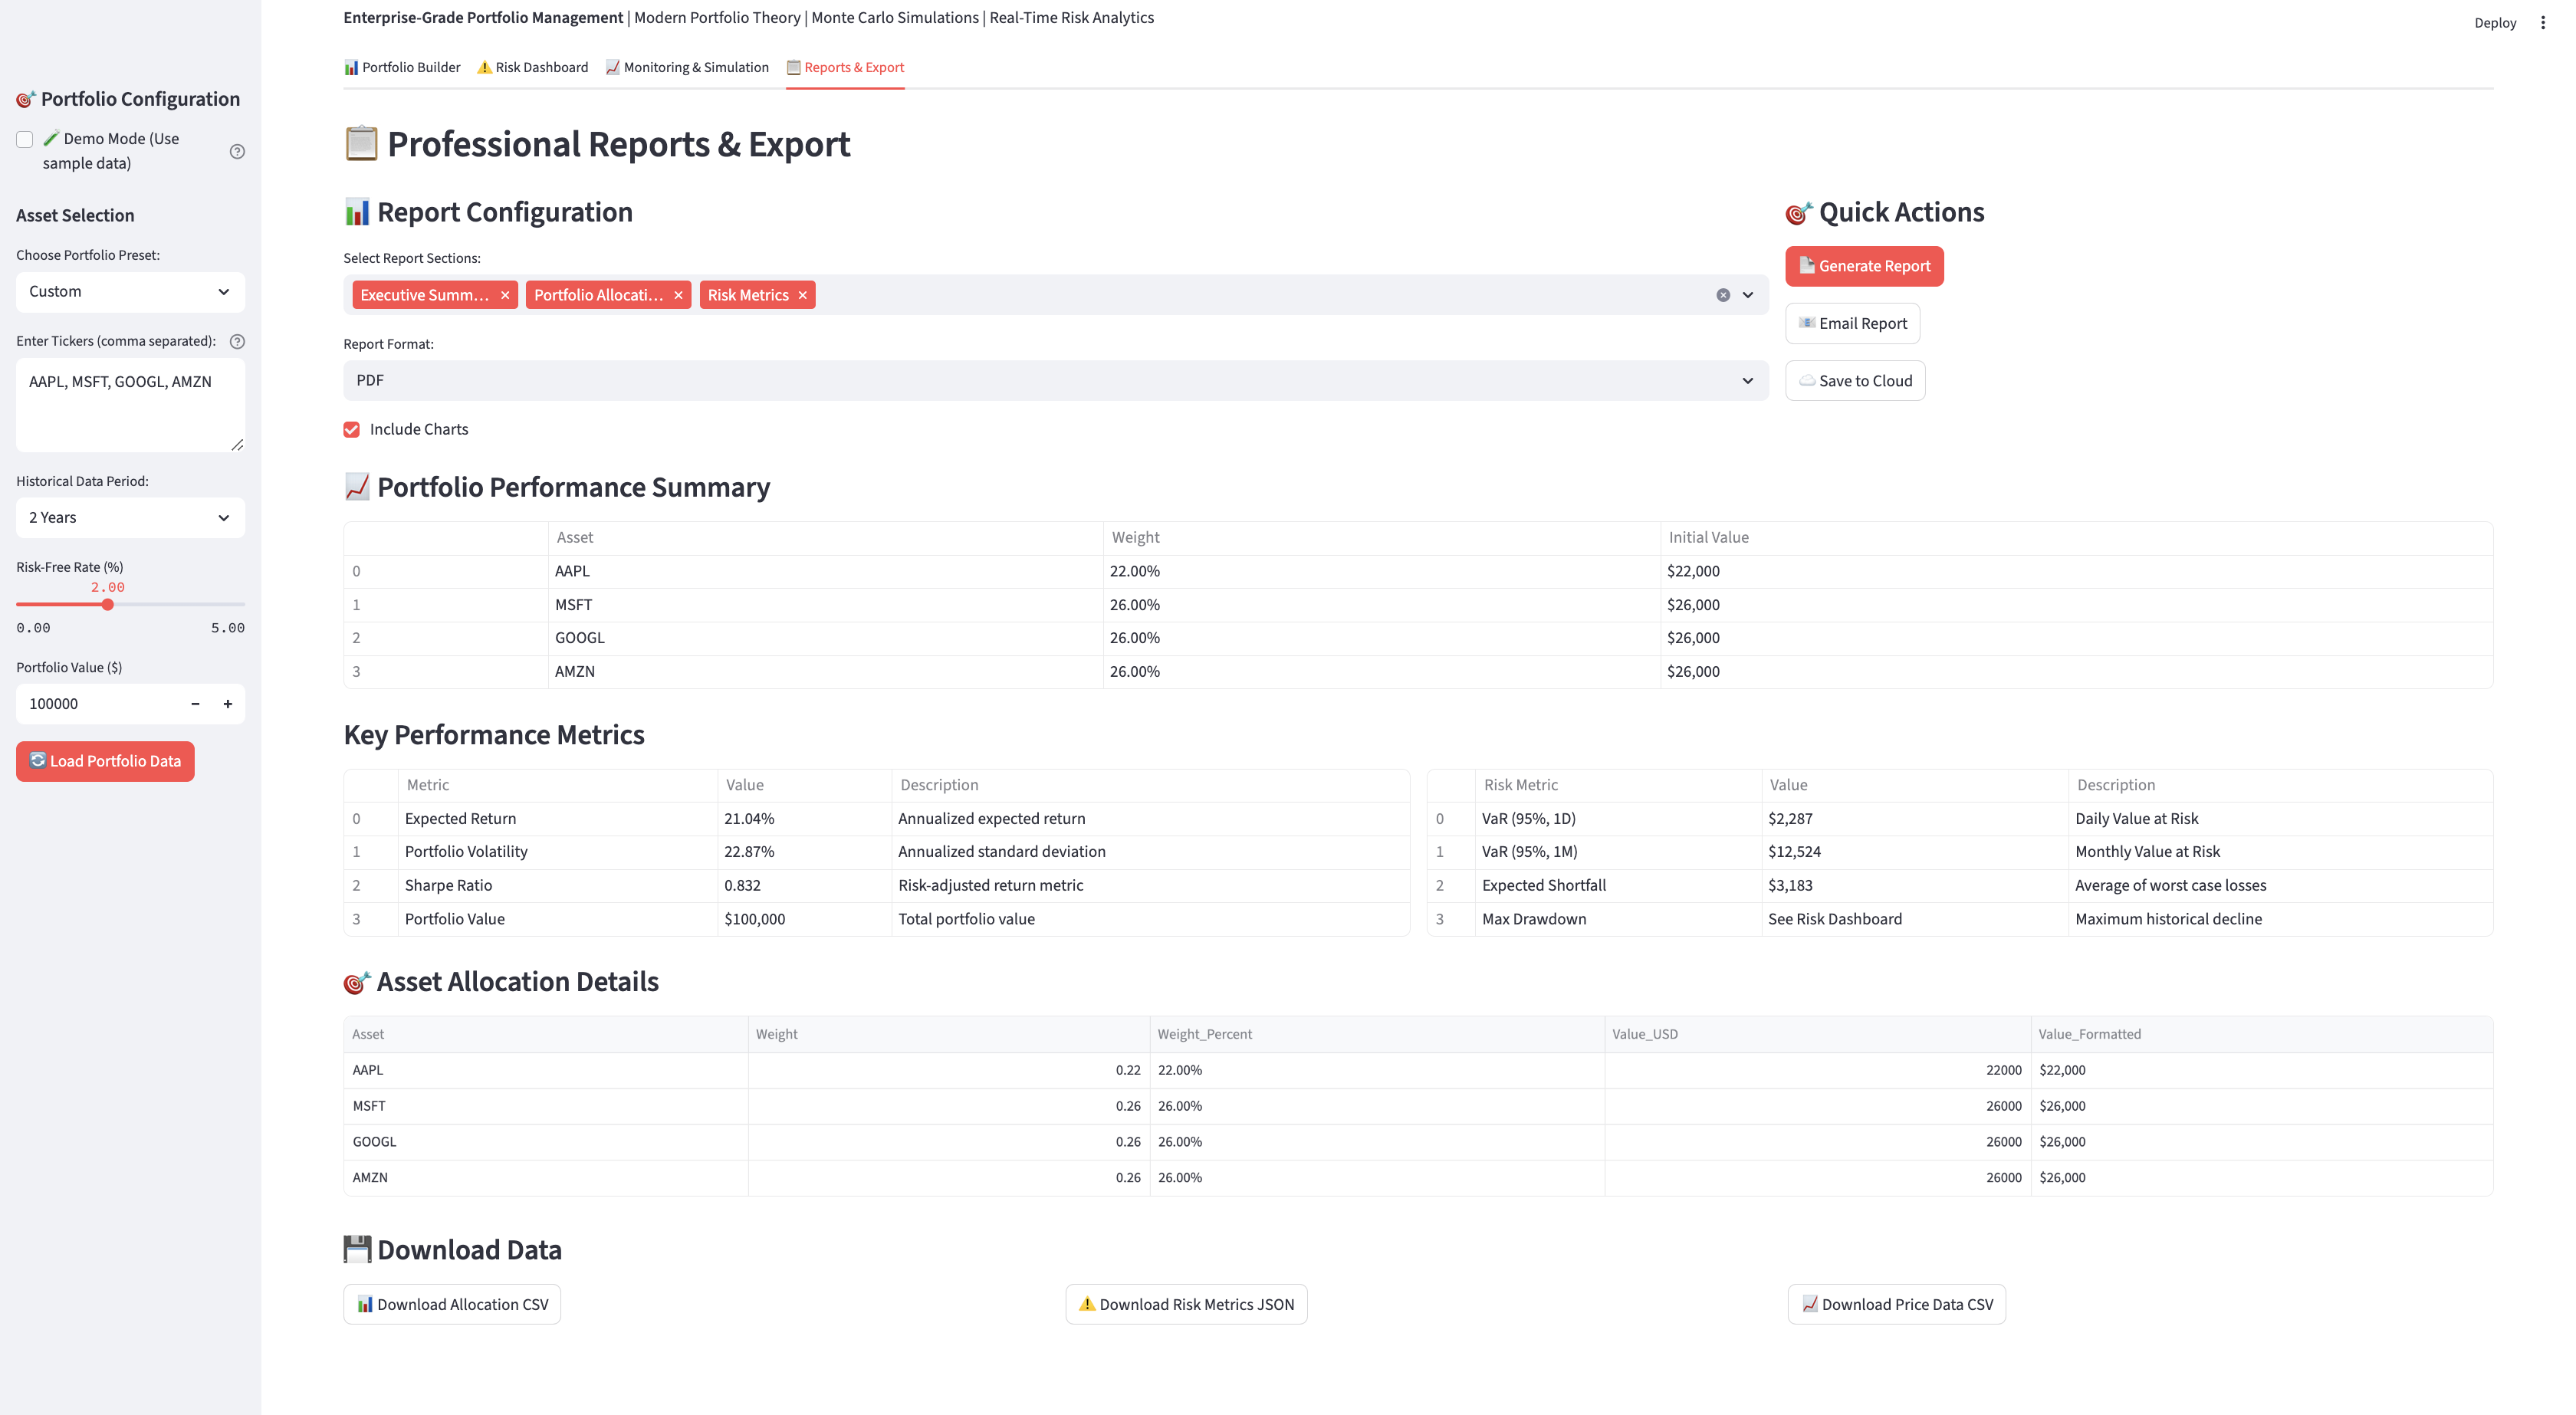 Enterprise-Grade Portfolio Management | Modern Portfolio Theory | Monte Carlo Simulations | Real-Time Risk Analytics
Deploy
Portfolio Builder
Risk Dashboard
Monitoring & Simulation
Reports & Export
Portfolio Configuration
Demo Mode (Use
sample data)
Asset Selection
Choose Portfolio Preset:
Custom
Enter Tickers (comma separated):
AAPL, MSFT, GOOGL, AMZN
Historical Data Period:
2 Years
Risk-Free Rate (%)
2.00
0.00 5.00
Portfolio Value ($)
100000
Load Portfolio Data
Professional Reports & Export
Report Configuration
Select Report Sections:
Executive Summ…
Portfolio Allocati…
Risk Metrics
Report Format:
PDF
Include Charts
Quick Actions
Generate Report
Email Report
Save to Cloud
Portfolio Performance Summary
Asset Weight Initial Value
0 AAPL 22.00% $22,000
1 MSFT 26.00% $26,000
2 GOOGL 26.00% $26,000
3 AMZN 26.00% $26,000
Key Performance Metrics
Metric Value Description
0 Expected Return 21.04% Annualized expected return
1 Portfolio Volatility 22.87% Annualized standard deviation
2 Sharpe Ratio 0.832 Risk-adjusted return metric
3 Portfolio Value $100,000 Total portfolio value
Risk Metric Value Description
0 VaR (95%, 1D) $2,287 Daily Value at Risk
1 VaR (95%, 1M) $12,524 Monthly Value at Risk
2 Expected Shortfall $3,183 Average of worst case losses
3 Max Drawdown See Risk Dashboard Maximum historical decline
Asset Allocation Details
Asset Weight Weight_Percent Value_USD Value_Formatted
AAPL 0.22 22.00% 22000 $22,000
MSFT 0.26 26.00% 26000 $26,000
GOOGL 0.26 26.00% 26000 $26,000
AMZN 0.26 26.00% 26000 $26,000
Download Data
Download Allocation CSV
Download Risk Metrics JSON
Download Price Data CSV